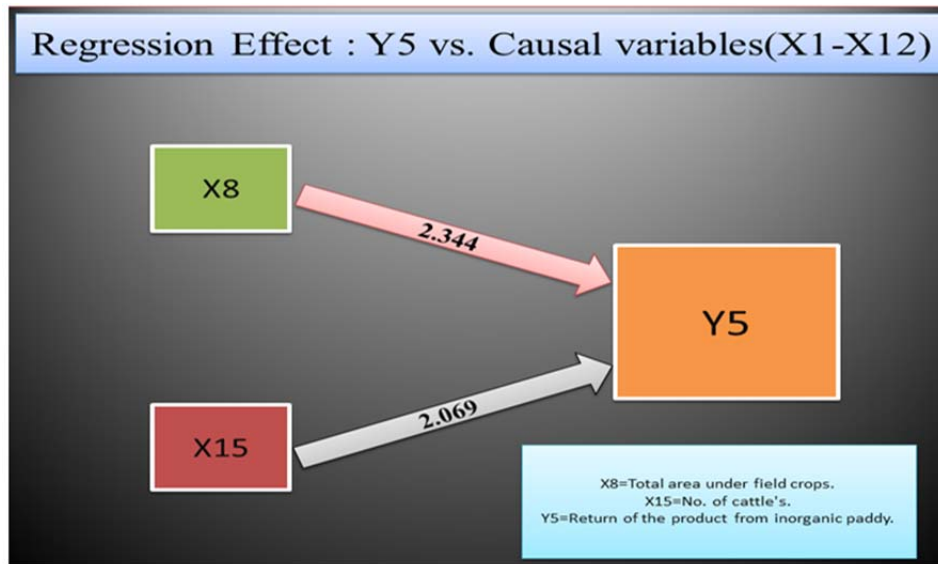 Regression Effect : Y5 vs. Causal variables(X1-X12)
X8
2.344
Y5
2.069
X15
X8=Total area under field crops.
X15=No. of cattle's.
Y5=Return of the product from inorganic paddy.